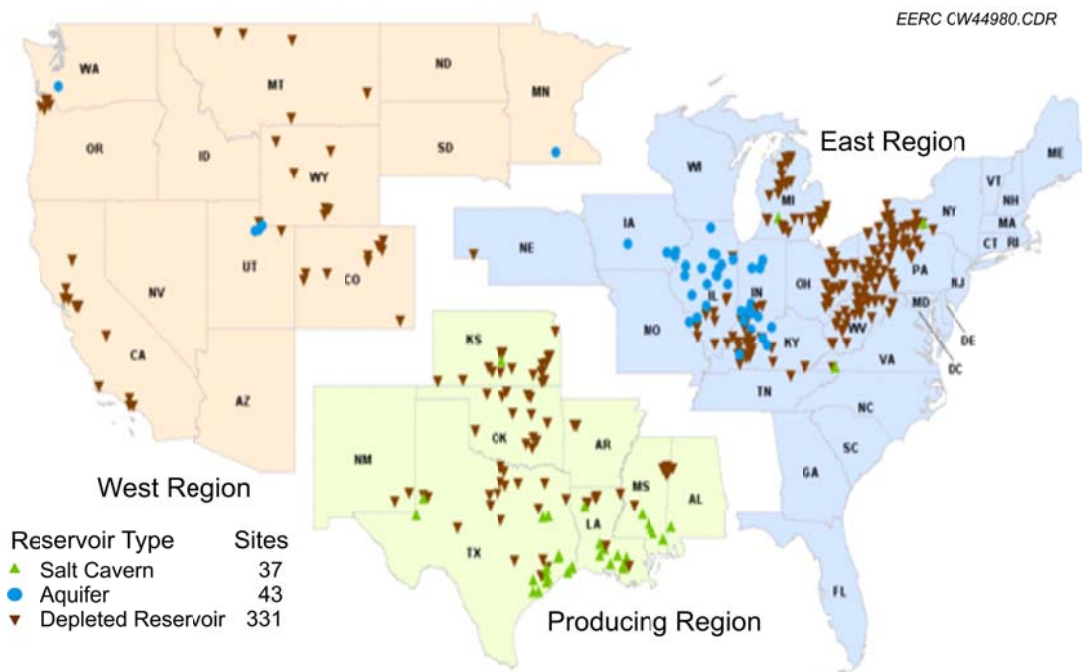 EERC CW44980.CDR
WA
MT
ND
MN
OR
ID
SD
WY
NV
UT
CO
CA
AZ
West Region
East Region
WI
MI
ME
VT
NH
NY
MA
CT RI
IA
NE
PA
NJ
IL
IN
OH
MD
DE
MO
WV
KY
VA
DC
TN
NC
SC
GA
FL
KS
OK
AR
NM
MS
AL
LA
TX
Producing Region
Reservoir Type Sites
Salt Cavern 37
Aquifer 43
Depleted Reservoir 331